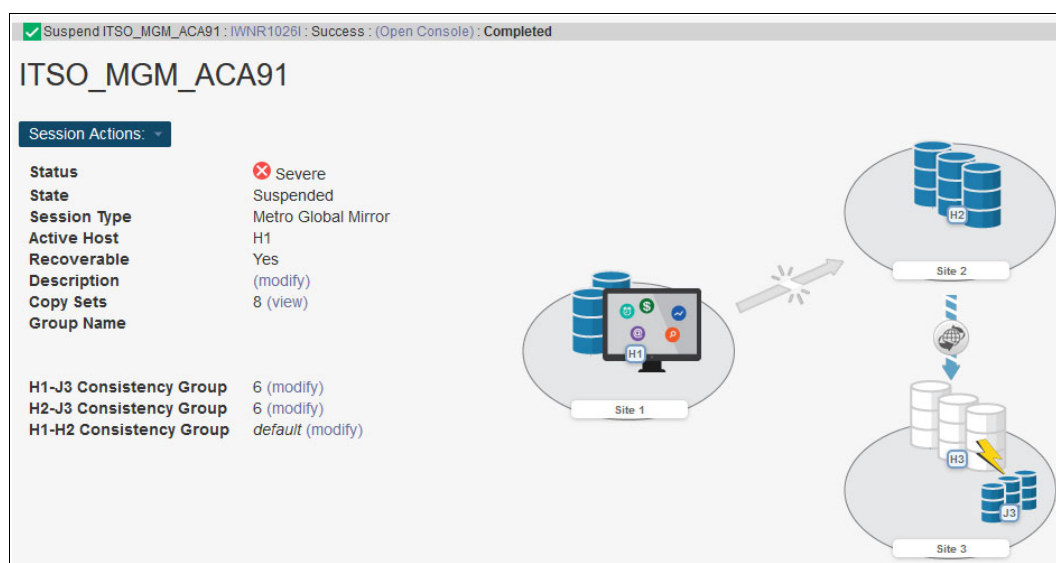 Suspend ITSO_MGM_ACA91 : IWNR1026I : Success : (Open Console) : Completed
ITSO_MGM_ACA91
Session Actions:
Status Severe
State Suspended
Session Type Metro Global Mirror
Active Host H1
Recoverable Yes
Description (modify)
Copy Sets 8 (view)
Group Name
H1-J3 Consistency Group 6 (modify)
H2-J3 Consistency Group 6 (modify)
H1-H2 Consistency Group default (modify)
H1
Site 1
H2
Site 2
H3
J3
Site 3